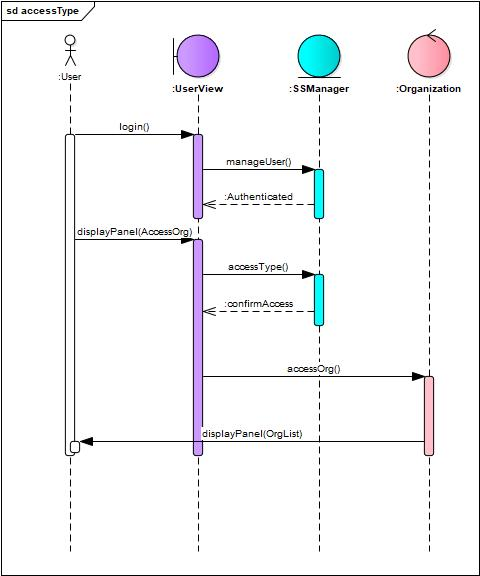 sd accessType
:User
:UserView
:SSManager
:Organization
login()
manageUser()
:Authenticated
displayPanel(AccessOrg)
accessType()
:confirmAccess
accessOrg()
displayPanel(OrgList)